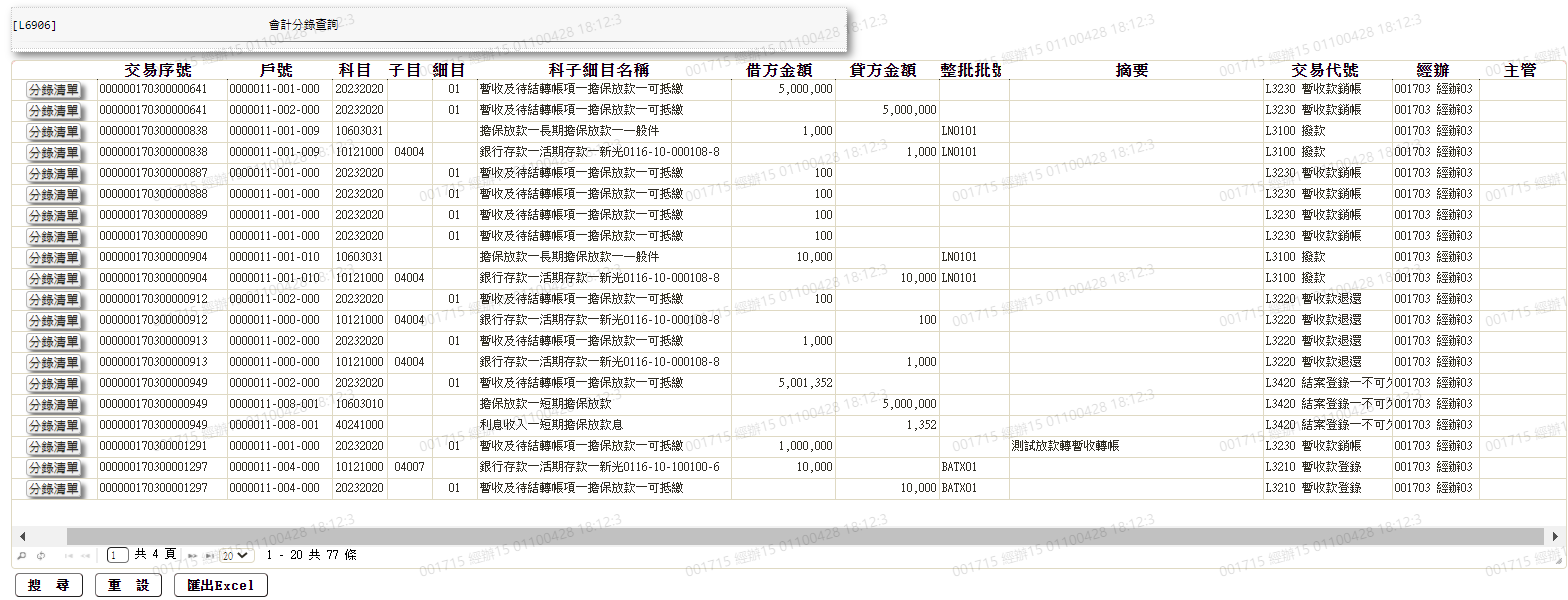 [L6906] 會計分錄查詢
交易序號 戶號 科目 子目 細目 科子細目名稱 借方金額 貸方金額 整批批號 摘要 交易代號 經辦 主管
分錄清單 000000170300000641 0000011-001-000 20232020 01 暫收及待結轉帳項－擔保放款－可抵繳 5,000,000 L3230 暫收款銷帳 001703 經辦03
分錄清單 000000170300000641 0000011-002-000 20232020 01 暫收及待結轉帳項－擔保放款－可抵繳 5,000,000 L3230 暫收款銷帳 001703 經辦03
分錄清單 000000170300000838 0000011-001-009 10603031 擔保放款－長期擔保放款－一般件 1,000 LN0101 L3100 撥款 001703 經辦03
分錄清單 000000170300000838 0000011-001-009 10121000 04004 銀行存款－活期存款－新光0116-10-000108-8 1,000 LN0101 L3100 撥款 001703 經辦03
分錄清單 000000170300000887 0000011-001-000 20232020 01 暫收及待結轉帳項－擔保放款－可抵繳 100 L3230 暫收款銷帳 001703 經辦03
分錄清單 000000170300000888 0000011-001-000 20232020 01 暫收及待結轉帳項－擔保放款－可抵繳 100 L3230 暫收款銷帳 001703 經辦03
分錄清單 000000170300000889 0000011-001-000 20232020 01 暫收及待結轉帳項－擔保放款－可抵繳 100 L3230 暫收款銷帳 001703 經辦03
分錄清單 000000170300000890 0000011-001-000 20232020 01 暫收及待結轉帳項－擔保放款－可抵繳 100 L3230 暫收款銷帳 001703 經辦03
分錄清單 000000170300000904 0000011-001-010 10603031 擔保放款－長期擔保放款－一般件 10,000 LN0101 L3100 撥款 001703 經辦03
分錄清單 000000170300000904 0000011-001-010 10121000 04004 銀行存款－活期存款－新光0116-10-000108-8 10,000 LN0101 L3100 撥款 001703 經辦03
分錄清單 000000170300000912 0000011-002-000 20232020 01 暫收及待結轉帳項－擔保放款－可抵繳 100 L3220 暫收款退還 001703 經辦03
分錄清單 000000170300000912 0000011-000-000 10121000 04004 銀行存款－活期存款－新光0116-10-000108-8 100 L3220 暫收款退還 001703 經辦03
分錄清單 000000170300000913 0000011-002-000 20232020 01 暫收及待結轉帳項－擔保放款－可抵繳 1,000 L3220 暫收款退還 001703 經辦03
分錄清單 000000170300000913 0000011-000-000 10121000 04004 銀行存款－活期存款－新光0116-10-000108-8 1,000 L3220 暫收款退還 001703 經辦03
分錄清單 000000170300000949 0000011-002-000 20232020 01 暫收及待結轉帳項－擔保放款－可抵繳 5,001,352 L3420 結案登錄－不可欠 001703 經辦03
分錄清單 000000170300000949 0000011-008-001 10603010 擔保放款－短期擔保放款 5,000,000 L3420 結案登錄－不可欠 001703 經辦03
分錄清單 000000170300000949 0000011-008-001 40241000 利息收入－短期擔保放款息 1,352 L3420 結案登錄－不可欠 001703 經辦03
分錄清單 000000170300001291 0000011-001-000 20232020 01 暫收及待結轉帳項－擔保放款－可抵繳 1,000,000 測試放款轉暫收轉帳 L3230 暫收款銷帳 001703 經辦03
分錄清單 000000170300001297 0000011-004-000 10121000 04007 銀行存款－活期存款－新光0116-10-100100-6 10,000 BATX01 L3210 暫收款登錄 001703 經辦03
分錄清單 000000170300001297 0000011-004-000 20232020 01 暫收及待結轉帳項－擔保放款－可抵繳 10,000 BATX01 L3210 暫收款登錄 001703 經辦03
1 共 4 頁 20 1 - 20 共 77 條
搜 尋 重 設 匯出Excel
001715 經辦15 01100428 18:12:3